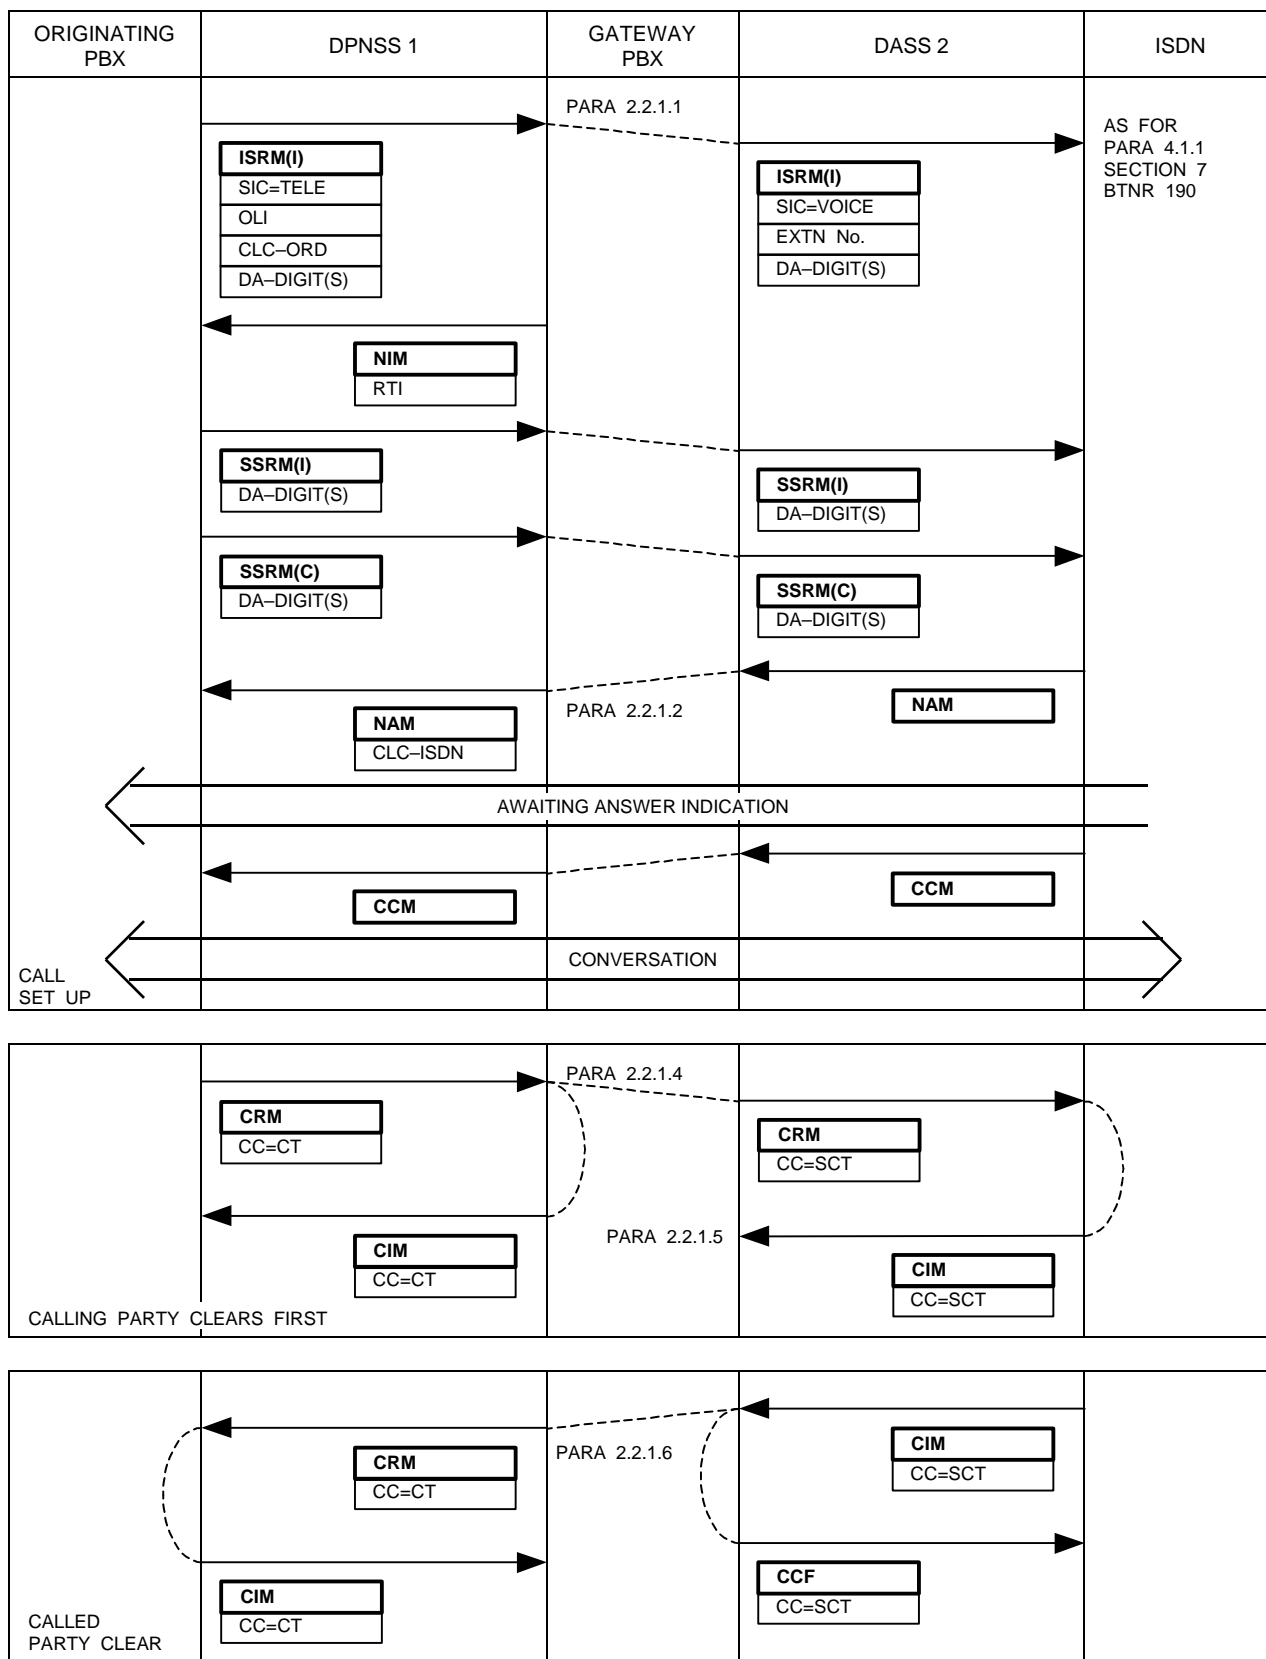 ORIGINATING
PBX
DPNSS 1
GATEWAY
PBX
DASS 2
ISDN
PARA 2.2.1.1
AS FOR
PARA 4.1.1
SECTION 7
BTNR 190
ISRM(I)
SIC=TELE
OLI
CLC–ORD
DA–DIGIT(S)
ISRM(I)
SIC=VOICE
EXTN No.
DA–DIGIT(S)
NIM
RTI
SSRM(I)
DA–DIGIT(S)
SSRM(I)
DA–DIGIT(S)
SSRM(C)
DA–DIGIT(S)
SSRM(C)
DA–DIGIT(S)
PARA 2.2.1.2
NAM
NAM
CLC–ISDN
AWAITING ANSWER INDICATION
CCM
CCM
CONVERSATION
CALL
SET UP
PARA 2.2.1.4
CRM
CC=CT
CRM
CC=SCT
PARA 2.2.1.5
CIM
CC=CT
CIM
CC=SCT
CALLING PARTY CLEARS FIRST
PARA 2.2.1.6
CRM
CC=CT
CIM
CC=SCT
CIM
CC=CT
CCF
CC=SCT
CALLED
PARTY CLEAR